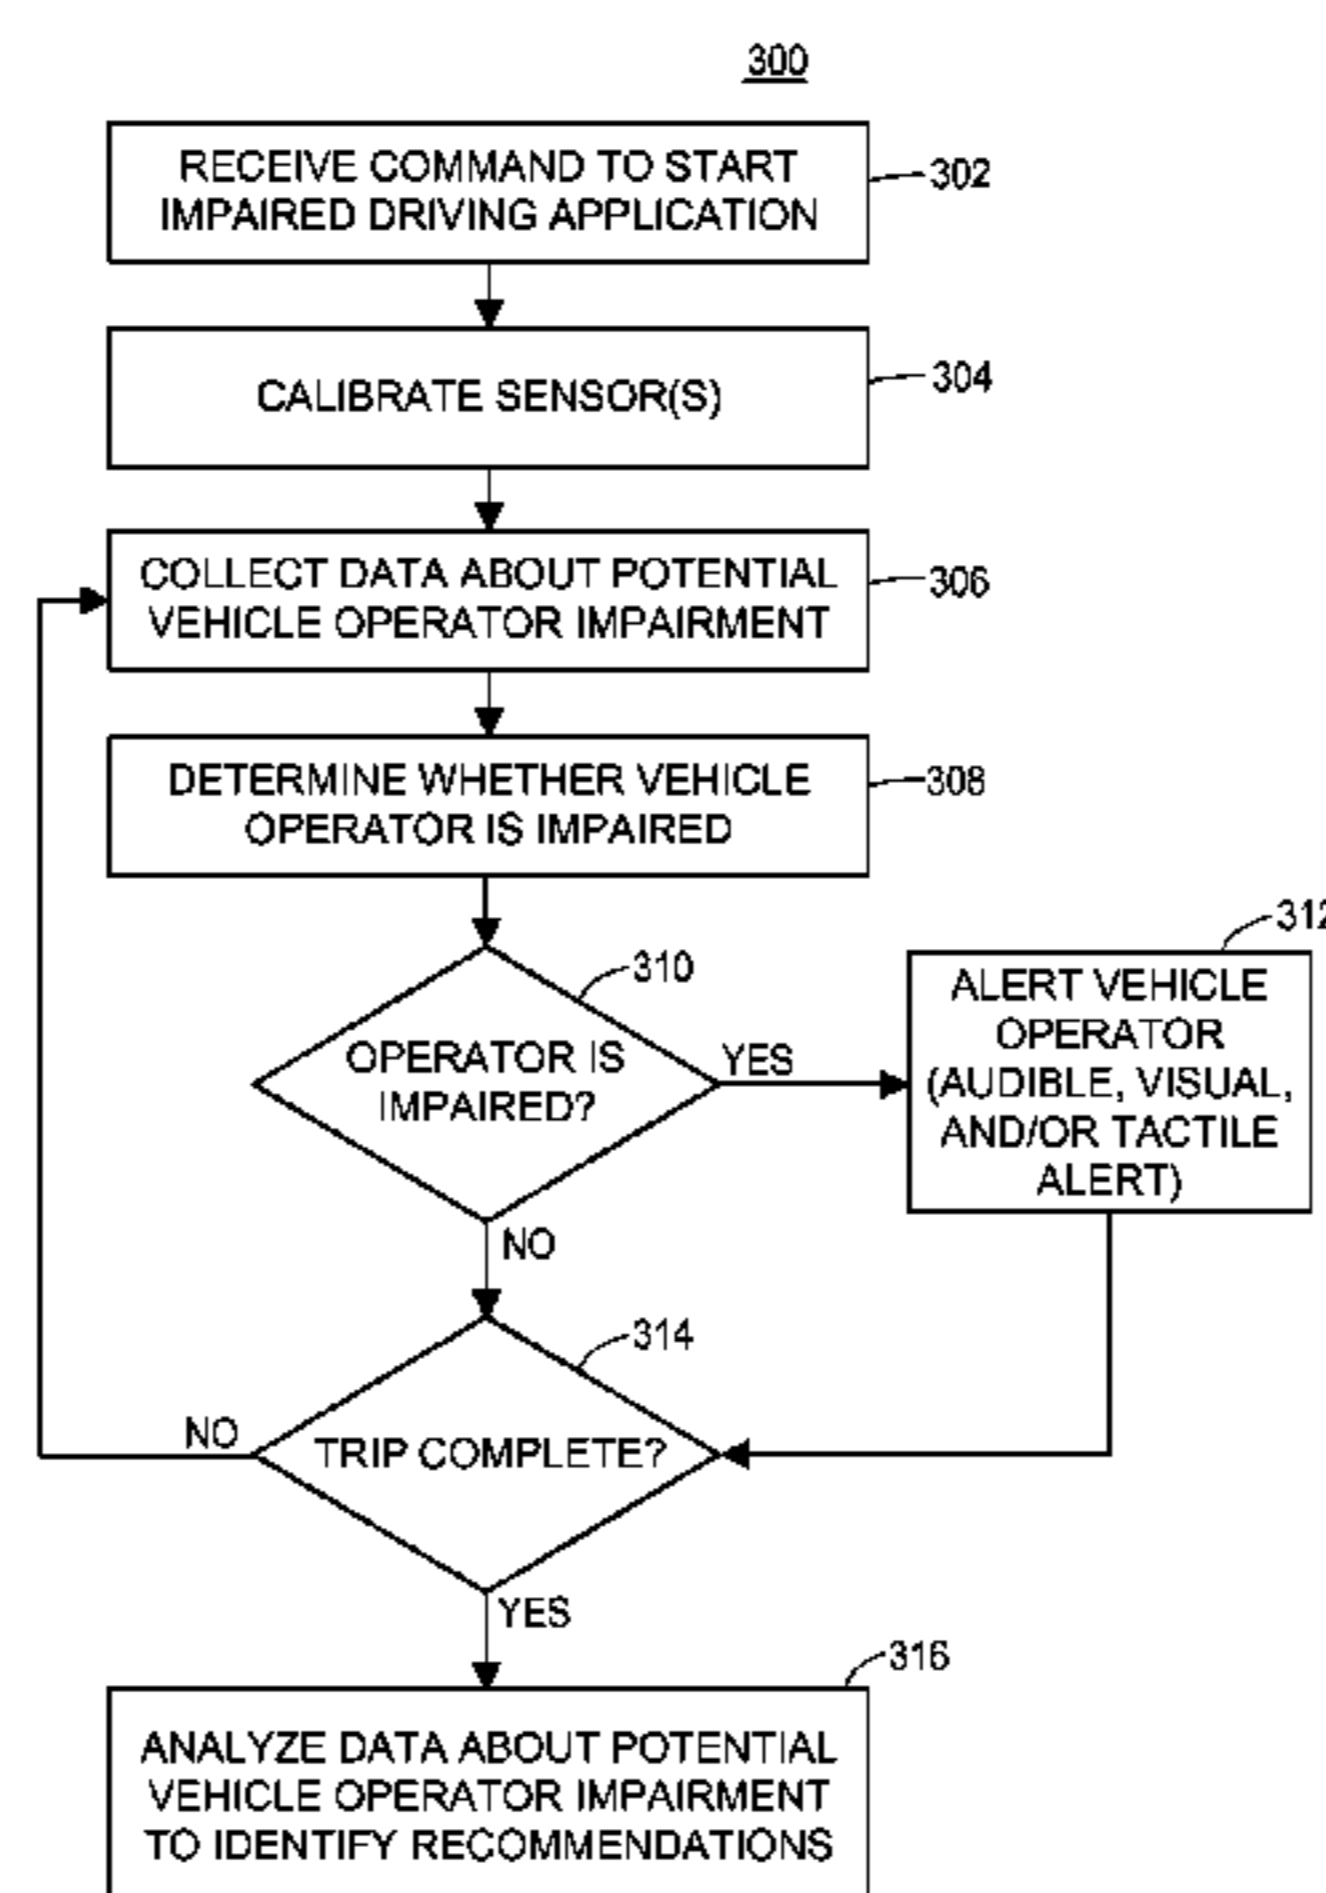 300
RECEIVE COMMAND TO START
IMPAIRED DRIVING APPLICATION
302
CALIBRATE SENSOR(S)
304
COLLECT DATA ABOUT POTENTIAL
VEHICLE OPERATOR IMPAIRMENT
306
DETERMINE WHETHER VEHICLE
OPERATOR IS IMPAIRED
308
310
OPERATOR IS
IMPAIRED?
YES
NO
312
ALERT VEHICLE
OPERATOR
(AUDIBLE, VISUAL,
AND/OR TACTILE
ALERT)
314
TRIP COMPLETE?
NO
YES
316
ANALYZE DATA ABOUT POTENTIAL
VEHICLE OPERATOR IMPAIRMENT
TO IDENTIFY RECOMMENDATIONS